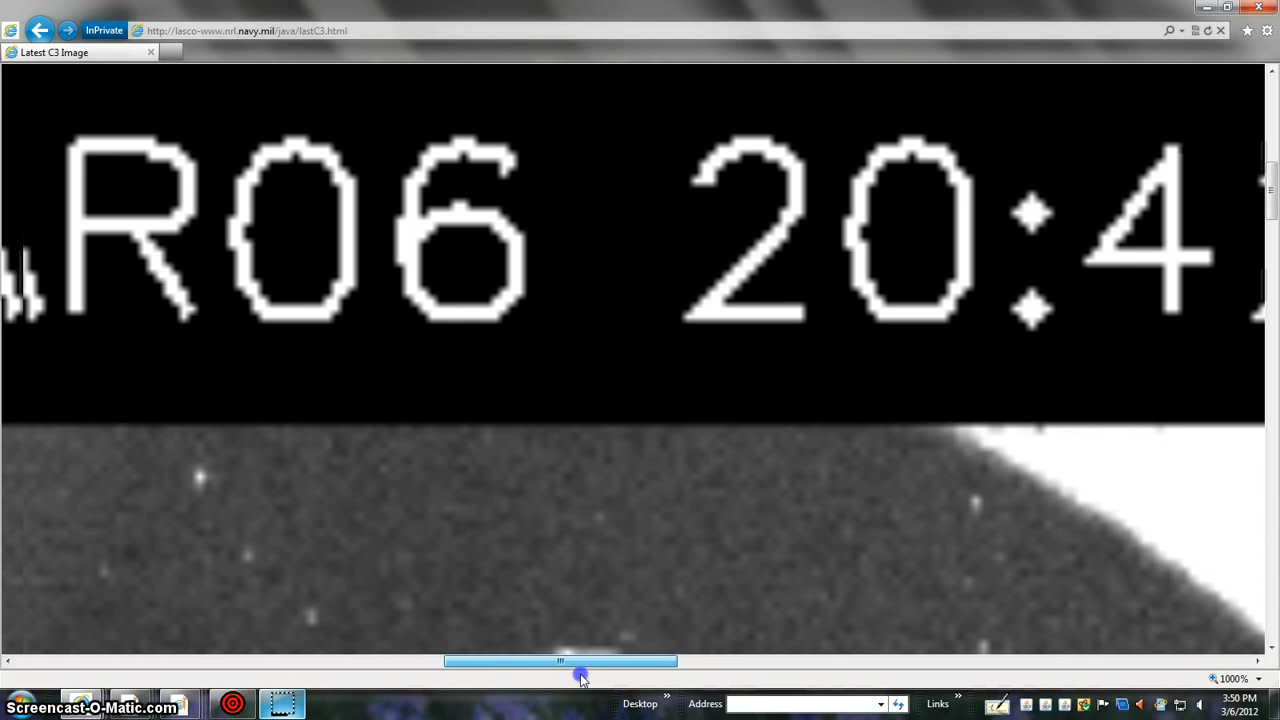 InPrivate
http://lasco-www.nrl.navy.mil/java/lastC3.html
Latest C3 Image
R06 20:4
1000%
Desktop
»
Address
»
Links
3:50 PM
3/6/2012
Screencast-O-Matic.com